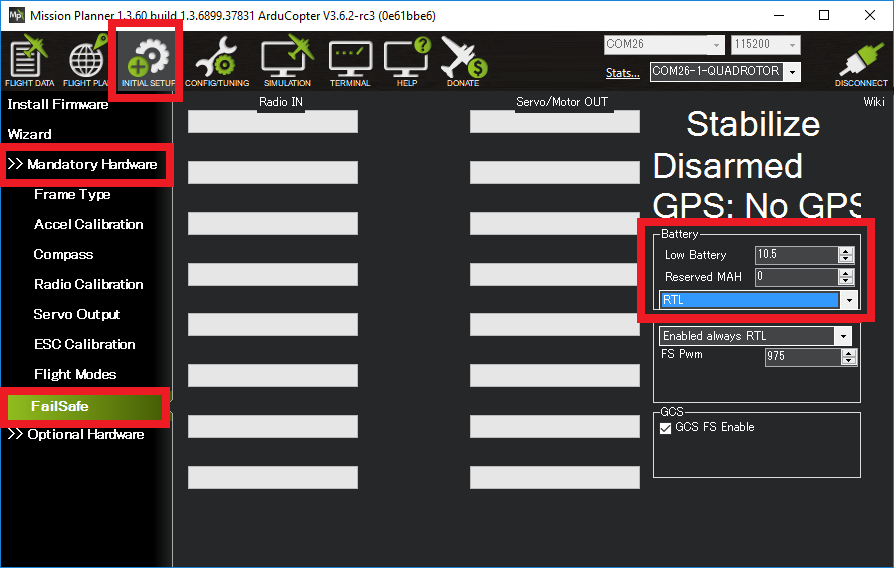 Mission Planner 1.3.60 build 1.3.6899.37831 ArduCopter V3.6.2-rc3 (0e61bbe6)
FLIGHT DATA
FLIGHT PLA
INITIAL SETUP
CONFIG/TUNING
SIMULATION
TERMINAL
HELP
DONATE
COM26
115200
Stats...
COM26-1-QUADROTOR
DISCONNECT
Install Firmware
Wizard
>> Mandatory Hardware
Frame Type
Accel Calibration
Compass
Radio Calibration
Servo Output
ESC Calibration
Flight Modes
FailSafe
>> Optional Hardware
Radio IN
Servo/Motor OUT
Wiki
Stabilize
Disarmed
GPS: No GPS
Battery
Low Battery 10.5
Reserved MAH 0
RTL
Enabled always RTL
FS Pwm 975
GCS
GCS FS Enable